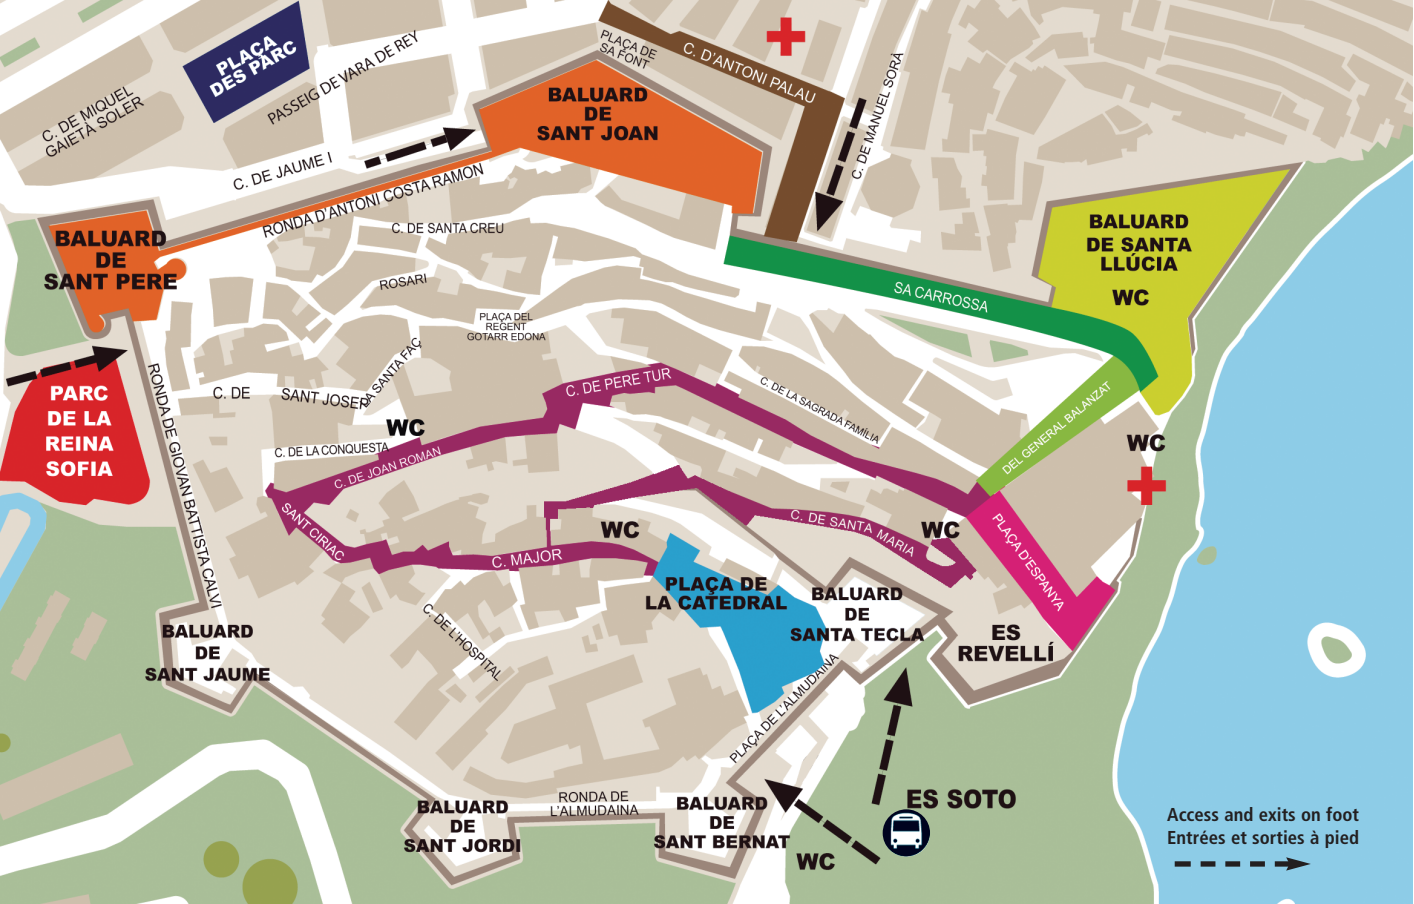 PLAÇA
DES PARC
C. DE MIQUEL
GAIETÀ SOLER
PASSEIG DE VARA DE REY
C. DE JAUME I
RONDA D'ANTONI COSTA RAMON
PLAÇA DE
SA FONT
C. D'ANTONI PALAU
C. DE MANUEL SORÀ
BALUARD
DE
SANT JOAN
BALUARD
DE
SANT PERE
C. DE SANTA CREU
ROSARI
PLAÇA DEL
REGENT
GOTARR EDONA
BALUARD
DE SANTA
LLÚCIA
WC
SA CARROSSA
PARC
DE LA
REINA
SOFIA
RONDA DE GIOVAN BATTISTA CALVI
C. DE SANT JOSEP
SANTA FAÇ
C. DE PERE TUR
C. DE LA SAGRADA FAMÍLIA
DEL GENERAL BALANZAT
WC
C. DE LA CONQUESTA
C. DE JOAN ROMAN
WC
SANT CIRIAC
C. MAJOR
WC
C. DE SANTA MARIA
WC
PLAÇA D'ESPANYA
PLAÇA DE
LA CATEDRAL
BALUARD
DE
SANTA TECLA
ES
REVELLÍ
C. DE L'HOSPITAL
BALUARD
DE
SANT JAUME
PLAÇA DE L'ALMUDAINA
RONDA DE
L'ALMUDAINA
BALUARD
DE
SANT JORDI
BALUARD
DE
SANT BERNAT
WC
ES SOTO
Access and exits on foot
Entrées et sorties à pied